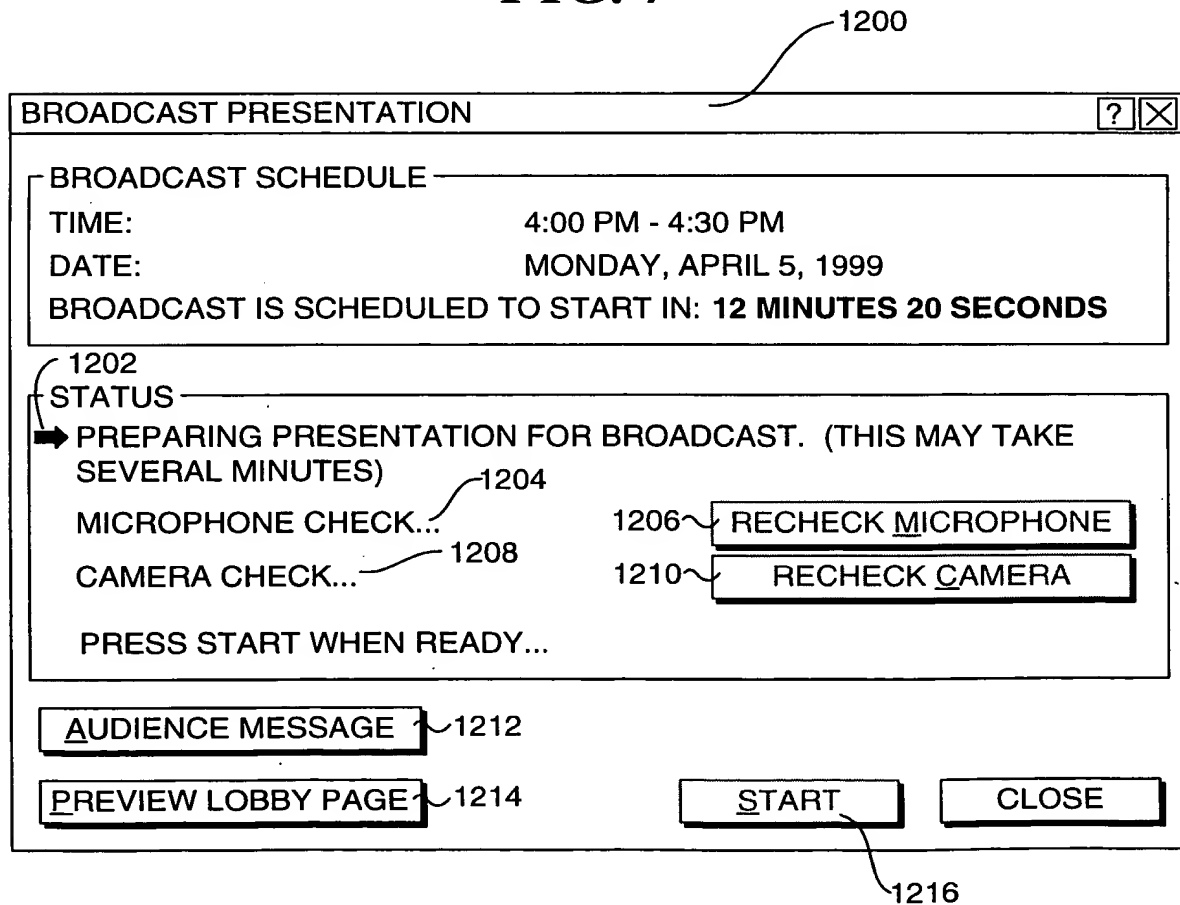 1200
BROADCAST PRESENTATION ?
BROADCAST SCHEDULE
TIME: 4:00 PM - 4:30 PM
DATE: MONDAY, APRIL 5, 1999
BROADCAST IS SCHEDULED TO START IN: 12 MINUTES 20 SECONDS
1202
STATUS
PREPARING PRESENTATION FOR BROADCAST. (THIS MAY TAKE
SEVERAL MINUTES)
1204
MICROPHONE CHECK... 1206 RECHECK MICROPHONE
1208
CAMERA CHECK... 1210 RECHECK CAMERA
PRESS START WHEN READY...
AUDIENCE MESSAGE 1212
PREVIEW LOBBY PAGE 1214 START CLOSE
1216